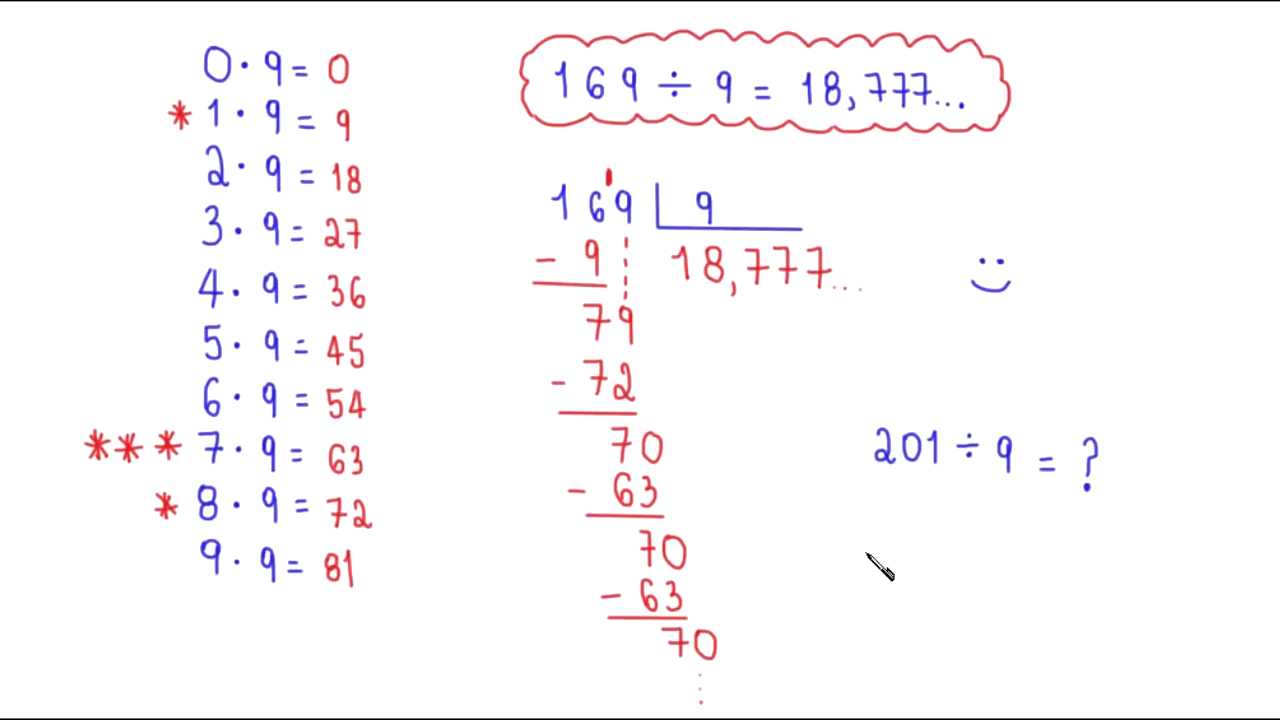 0 · 9 = 0
* 1 · 9 = 9
2 · 9 = 18
3 · 9 = 27
4 · 9 = 36
5 · 9 = 45
6 · 9 = 54
*** 7 · 9 = 63
* 8 · 9 = 72
9 · 9 = 81
169 ÷ 9 = 18,777...
169 9
- 9 18,777...
79
- 72
70
- 63
70
- 63
70
201 ÷ 9 = ?